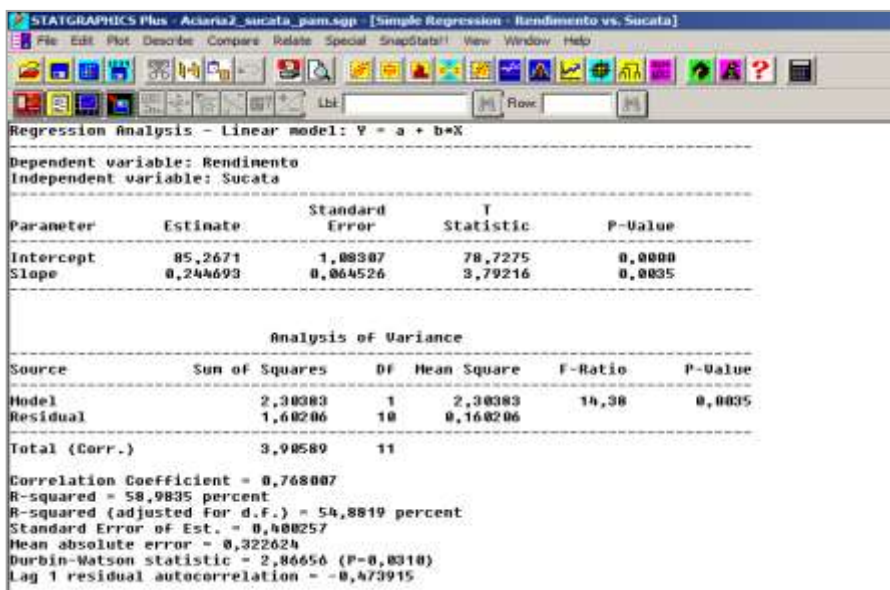 STATGRAPHICS Plus - Aciaria2_sucata_pam.sgp - [Simple Regression - Rendimento vs. Sucata]
File Edit Plot Describe Compare Relate Special SnapStats!! View Window Help
Lbl: Row:
Regression Analysis - Linear model: Y = a + b*X
Dependent variable: Rendimento
Independent variable: Sucata
Standard T
Parameter Estimate Error Statistic P-Value
Intercept 85,2671 1,08307 78,7275 0,0000
Slope 0,244693 0,064526 3,79216 0,0035
Analysis of Variance
Source Sum of Squares Df Mean Square F-Ratio P-Value
Model 2,30383 1 2,30383 14,38 0,0035
Residual 1,60206 10 0,160206
Total (Corr.) 3,90589 11
Correlation Coefficient = 0,768007
R-squared = 58,9835 percent
R-squared (adjusted for d.f.) = 54,8819 percent
Standard Error of Est. = 0,400257
Mean absolute error = 0,322624
Durbin-Watson statistic = 2,86656 (P=0,0310)
Lag 1 residual autocorrelation = -0,473915